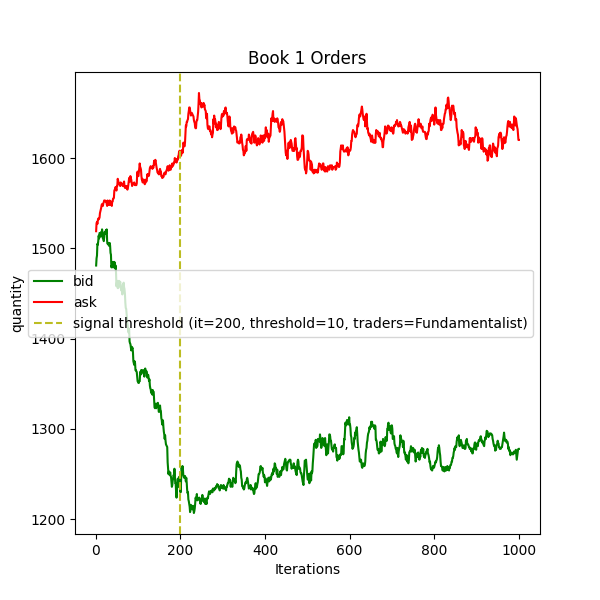 Book 1 Orders
1600
1500
quantity
bid
ask
signal threshold (it=200, threshold=10, traders=Fundamentalist)
1400
1300
1200
0 200 400 600 800 1000
Iterations